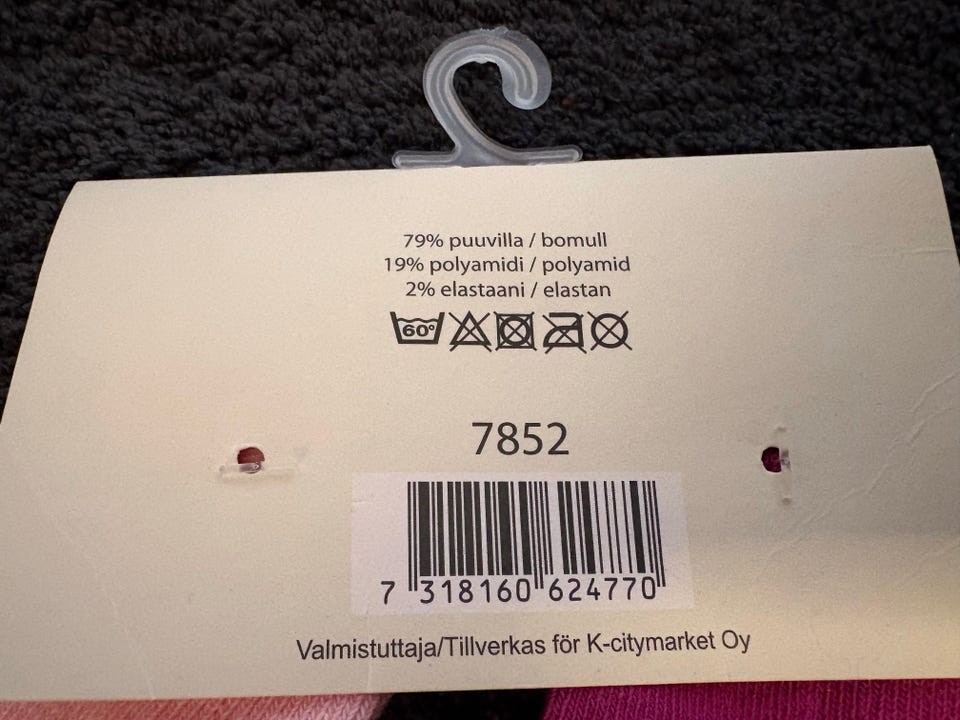 79% puuvilla / bomull
19% polyamidi / polyamid
2% elastaani / elastan
60°
7852
7 318160 624770
Valmistuttaja/Tillverkas för K-citymarket Oy